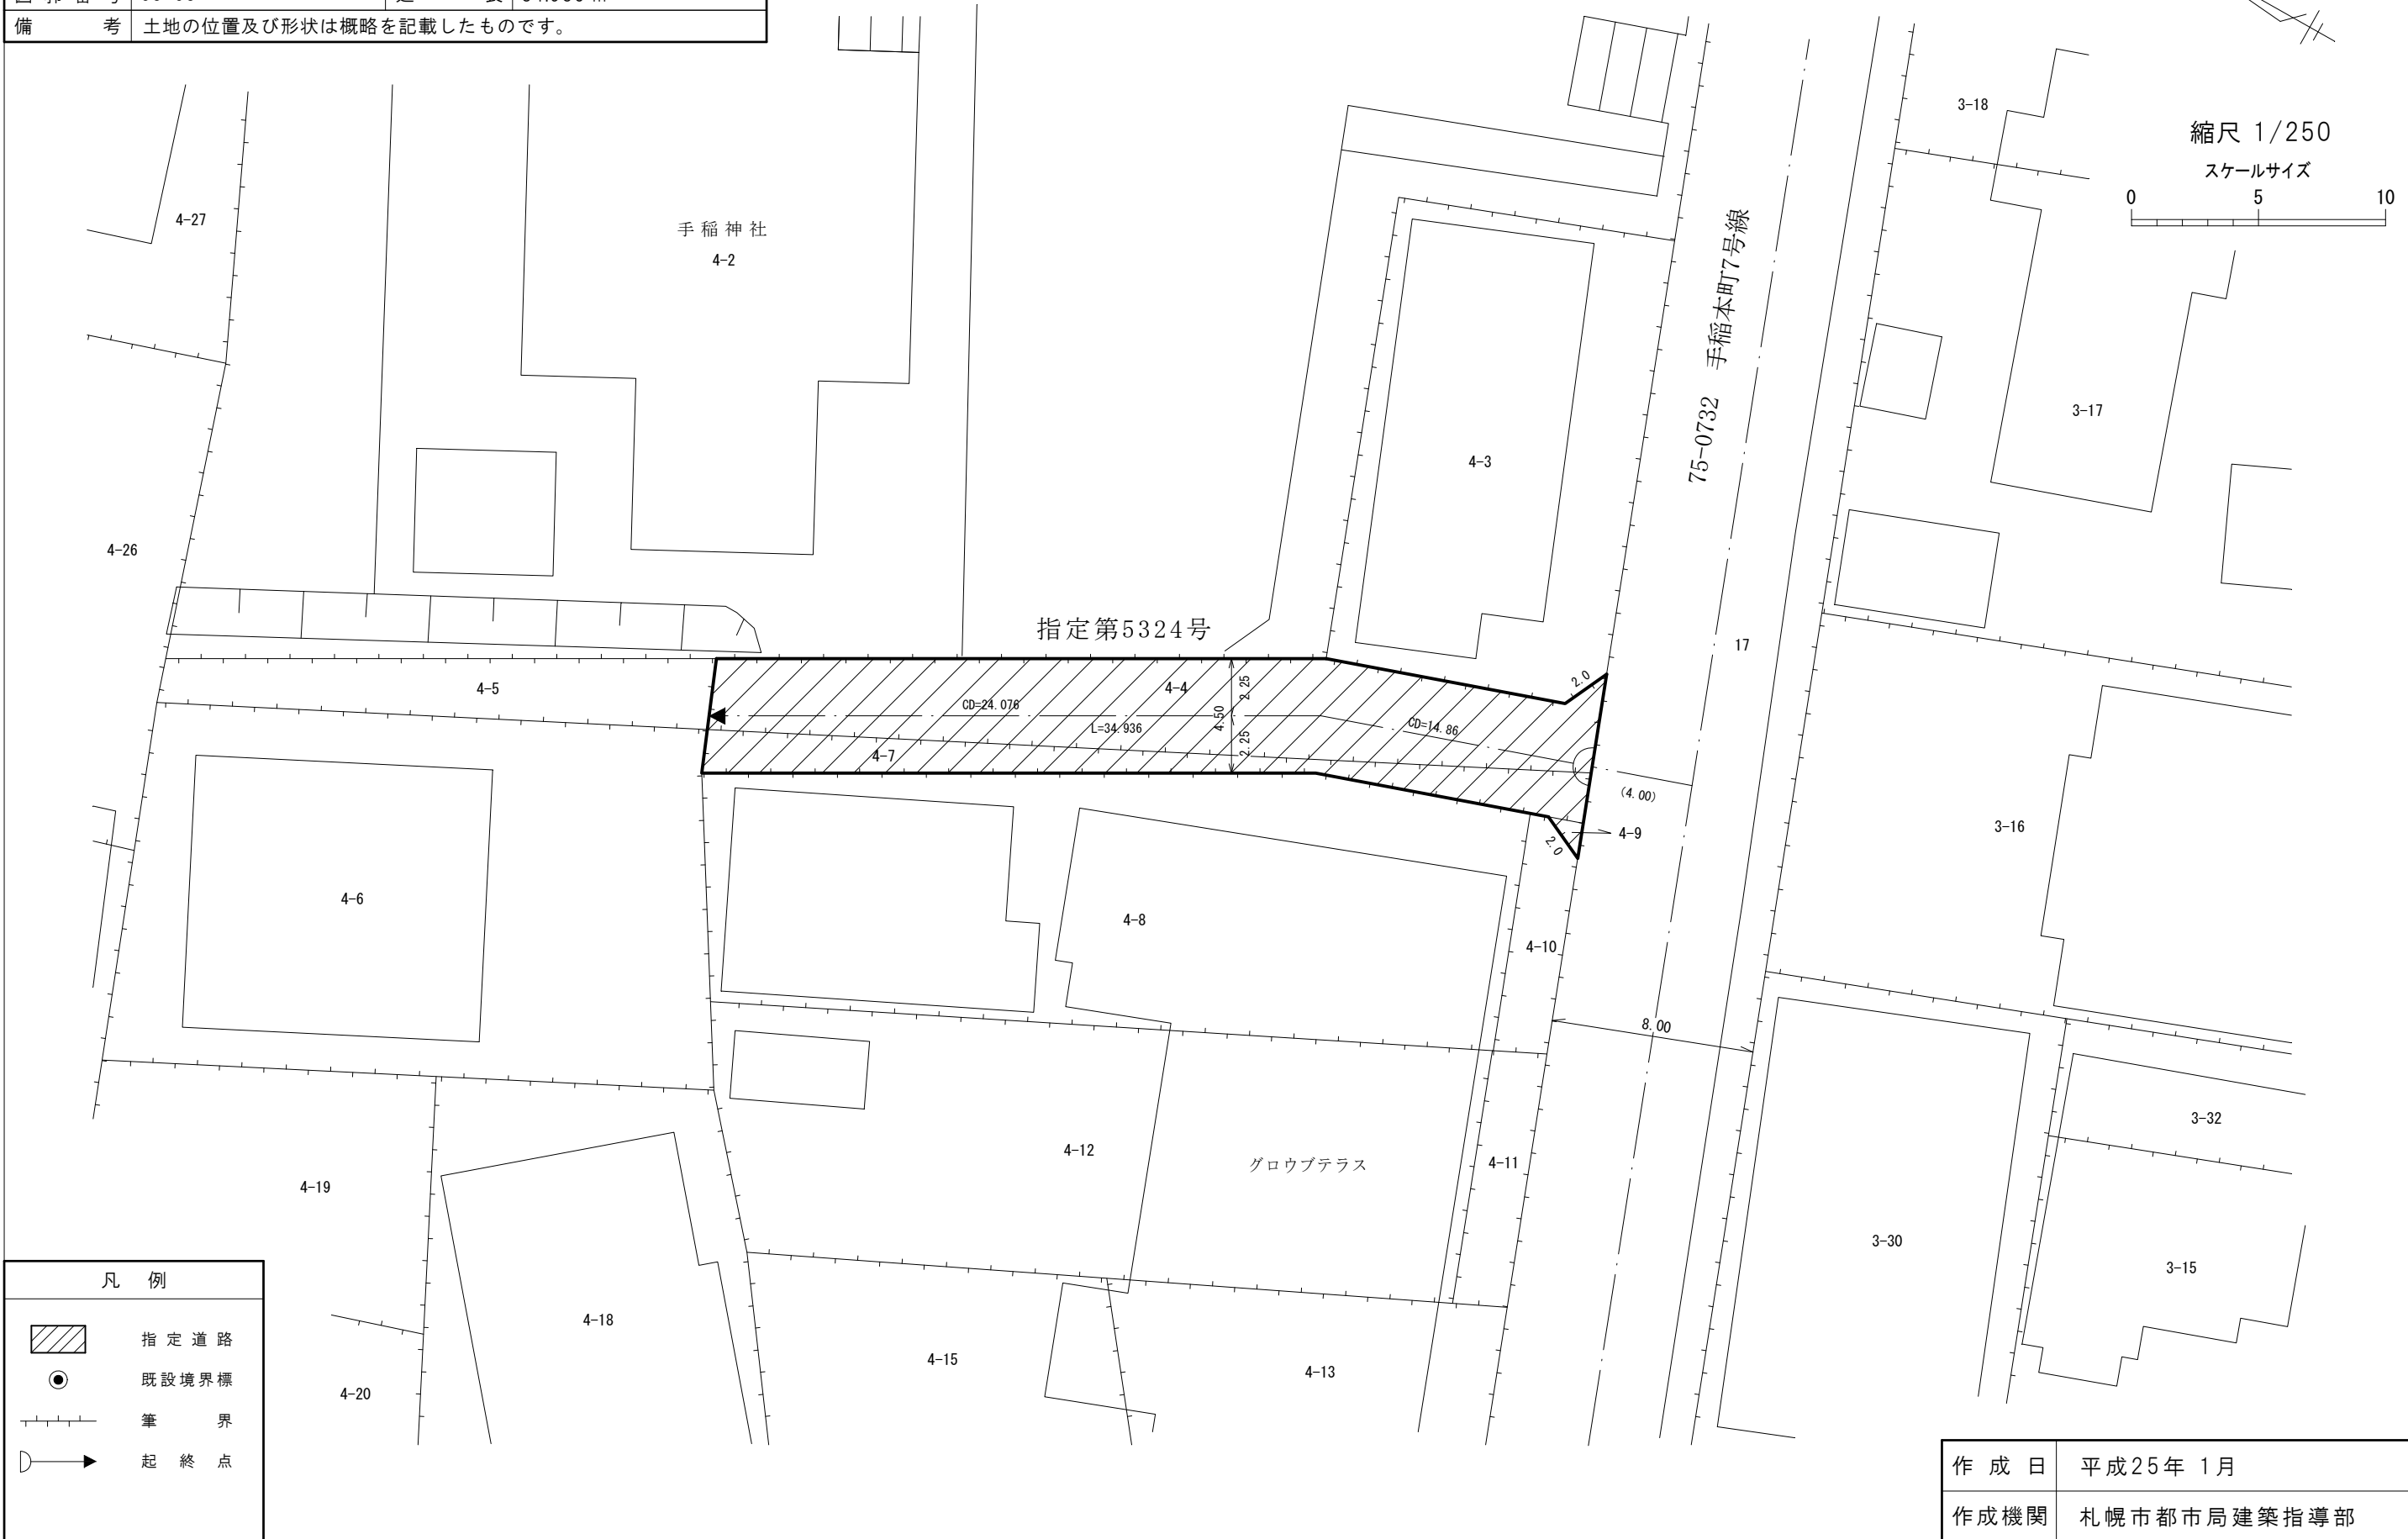 備 考 土地の位置及び形状は概略を記載したものです。
縮尺 1/250
スケールサイズ
0 5 10
3-18
4-27
手稲神社
4-2
75-0732 手稲本町7号線
3-17
4-3
4-26
指定第5324号
17
4-5
4-4
2.25
2.0
CD=24.076
4.50
L=34.936
CD=14.86
2.25
4-7
(4.00)
4-9
2.0
3-16
4-6
4-8
4-10
8.00
3-32
4-12
グロウブテラス
4-11
4-19
3-30
3-15
凡 例
指定道路
既設境界標
筆 界
起 終 点
4-18
4-15
4-13
4-20
作 成 日 平成25年 1月
作成機関 札幌市都市局建築指導部